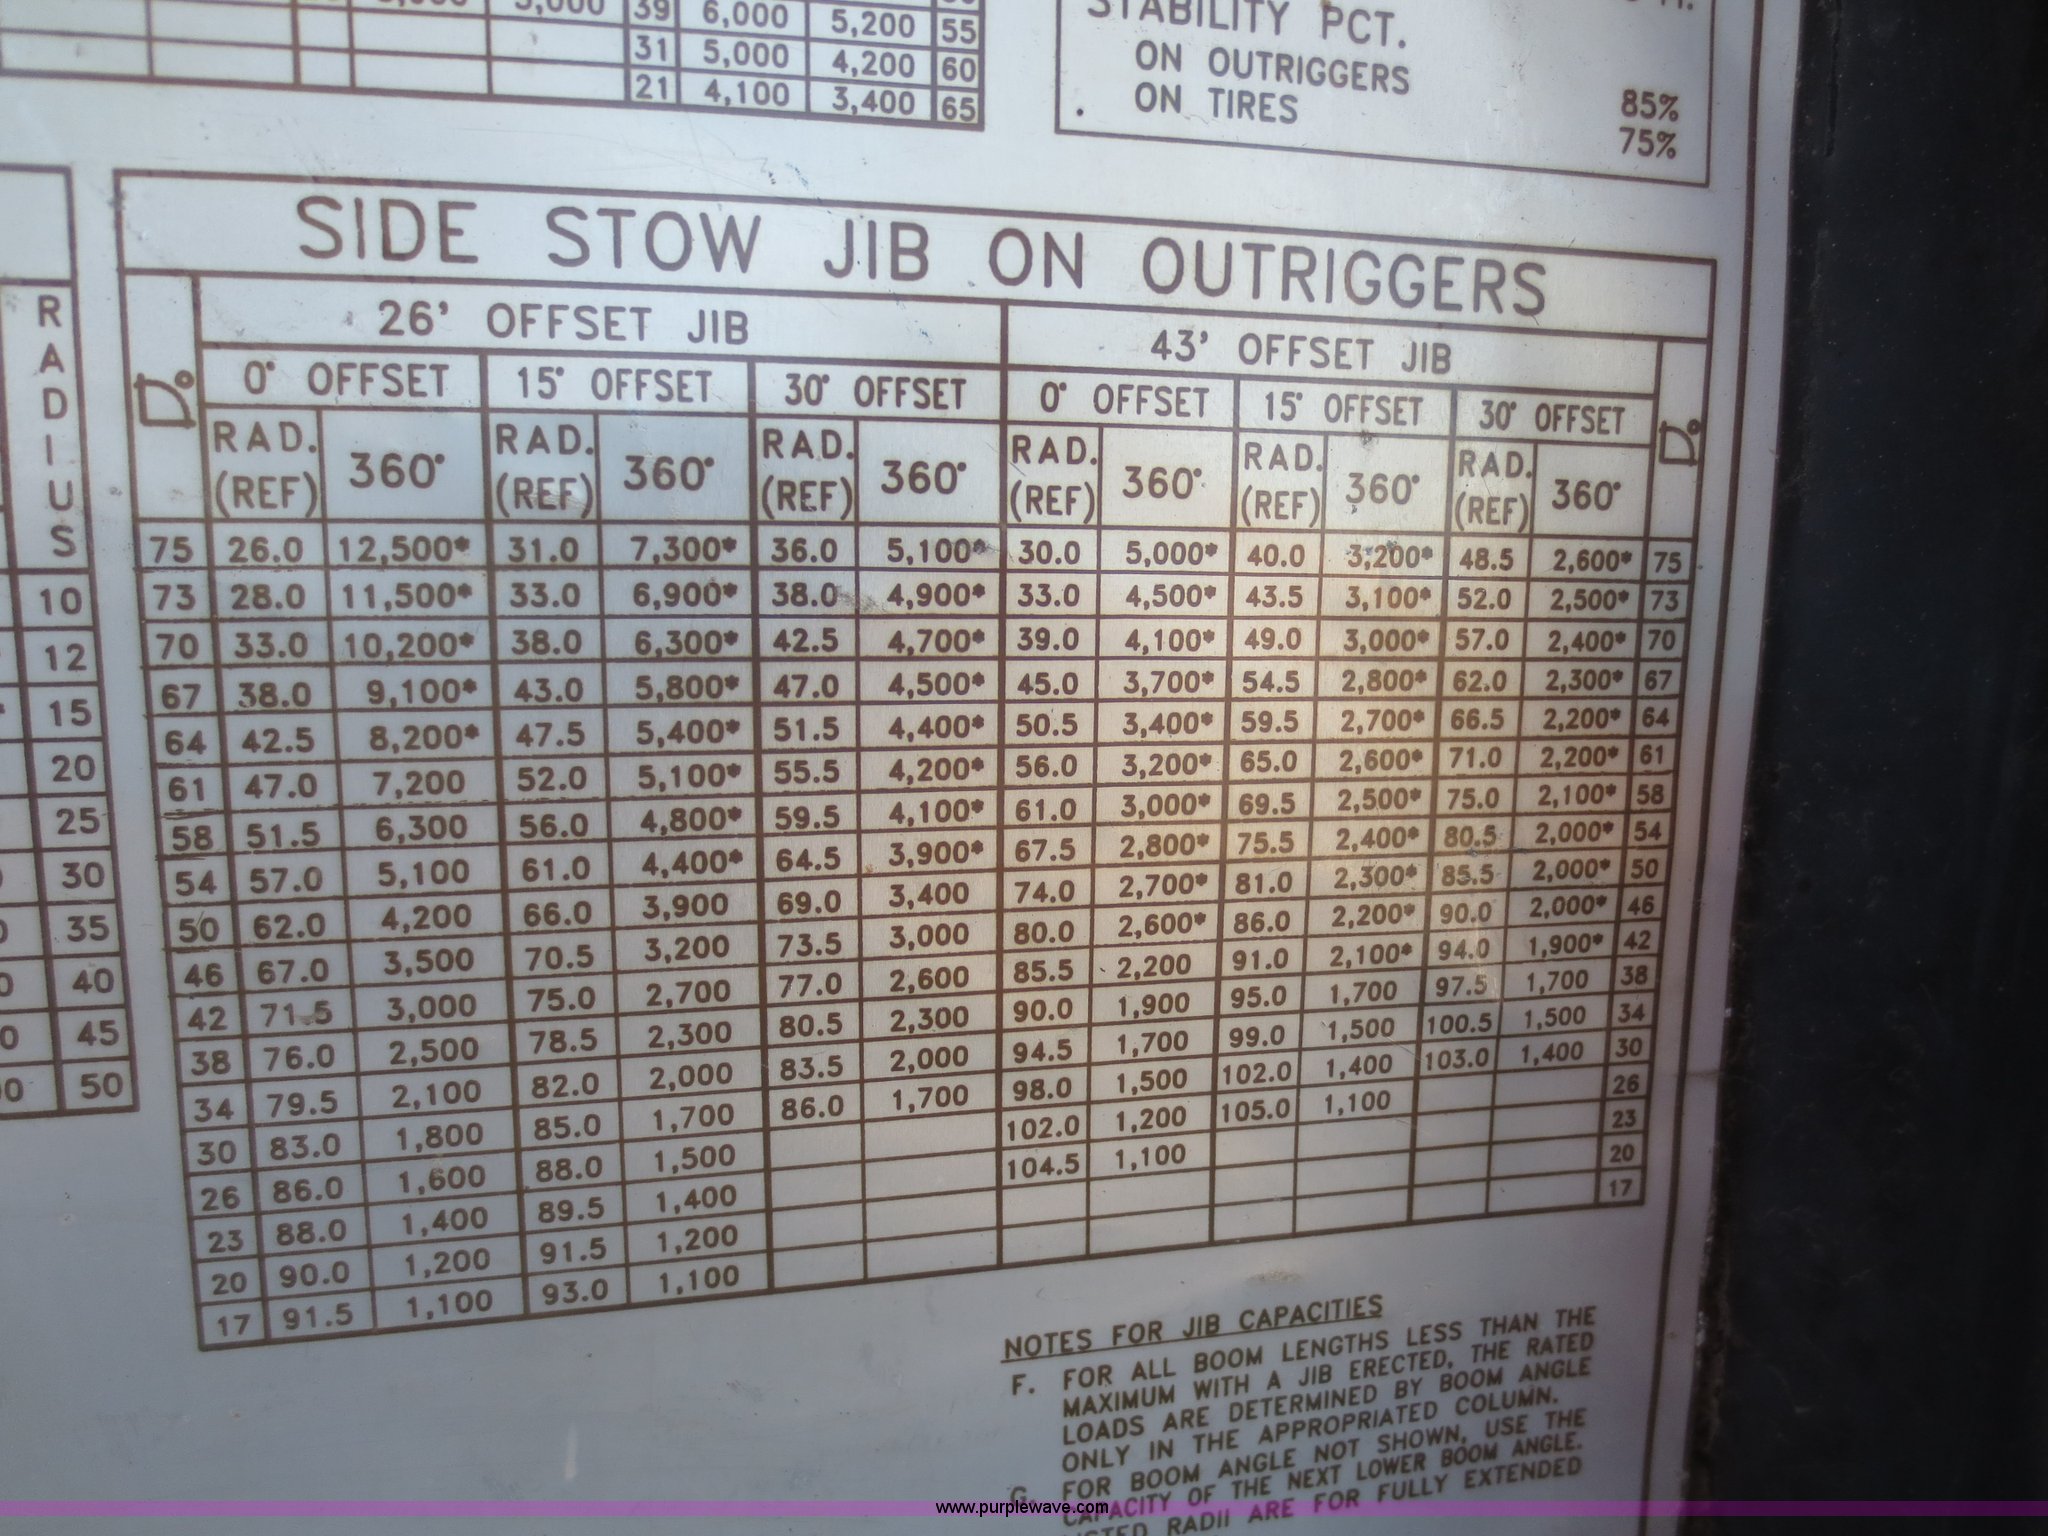 39 6,000 5,200 55
31 5,000 4,200 60
21 4,100 3,400 65
STABILITY PCT.
ON OUTRIGGERS 85%
ON TIRES 75%
RADIUS
10
12
15
20
25
30
35
40
45
50
SIDE STOW JIB ON OUTRIGGERS
26' OFFSET JIB 43' OFFSET JIB
0° OFFSET 15° OFFSET 30° OFFSET 0° OFFSET 15° OFFSET 30° OFFSET
RAD. (REF) 360° RAD. (REF) 360° RAD. (REF) 360° RAD. (REF) 360° RAD. (REF) 360° RAD. (REF) 360°
75 26.0 12,500* 31.0 7,300* 36.0 5,100* 30.0 5,000* 40.0 3,200* 48.5 2,600* 75
73 28.0 11,500* 33.0 6,900* 38.0 4,900* 33.0 4,500* 43.5 3,100* 52.0 2,500* 73
70 33.0 10,200* 38.0 6,300* 42.5 4,700* 39.0 4,100* 49.0 3,000* 57.0 2,400* 70
67 38.0 9,100* 43.0 5,800* 47.0 4,500* 45.0 3,700* 54.5 2,800* 62.0 2,300* 67
64 42.5 8,200* 47.5 5,400* 51.5 4,400* 50.5 3,400* 59.5 2,700* 66.5 2,200* 64
61 47.0 7,200 52.0 5,100* 55.5 4,200* 56.0 3,200* 65.0 2,600* 71.0 2,200* 61
58 51.5 6,300 56.0 4,800* 59.5 4,100* 61.0 3,000* 69.5 2,500* 75.0 2,100* 58
54 57.0 5,100 61.0 4,400* 64.5 3,900* 67.5 2,800* 75.5 2,400* 80.5 2,000* 54
50 62.0 4,200 66.0 3,900 69.0 3,400 74.0 2,700* 81.0 2,300* 85.5 2,000* 50
46 67.0 3,500 70.5 3,200 73.5 3,000 80.0 2,600* 86.0 2,200* 90.0 2,000* 46
42 71.5 3,000 75.0 2,700 77.0 2,600 85.5 2,200 91.0 2,100* 94.0 1,900* 42
38 76.0 2,500 78.5 2,300 80.5 2,300 90.0 1,900 95.0 1,700 97.5 1,700 38
34 79.5 2,100 82.0 2,000 83.5 2,000 94.5 1,700 99.0 1,500 100.5 1,500 34
30 83.0 1,800 85.0 1,700 86.0 1,700 98.0 1,500 102.0 1,400 103.0 1,400 30
26 86.0 1,600 88.0 1,500 102.0 1,200 105.0 1,100 26
23 88.0 1,400 89.5 1,400 104.5 1,100 23
20 90.0 1,200 91.5 1,200 20
17 91.5 1,100 93.0 1,100 17
NOTES FOR JIB CAPACITIES
F. FOR ALL BOOM LENGTHS LESS THAN THE
MAXIMUM WITH A JIB ERECTED, THE RATED
LOADS ARE DETERMINED BY BOOM ANGLE
ONLY IN THE APPROPRIATED COLUMN.
G. FOR BOOM ANGLE NOT SHOWN, USE THE
CAPACITY OF THE NEXT LOWER BOOM ANGLE.
LISTED RADII ARE FOR FULLY EXTENDED
www.purplewave.com